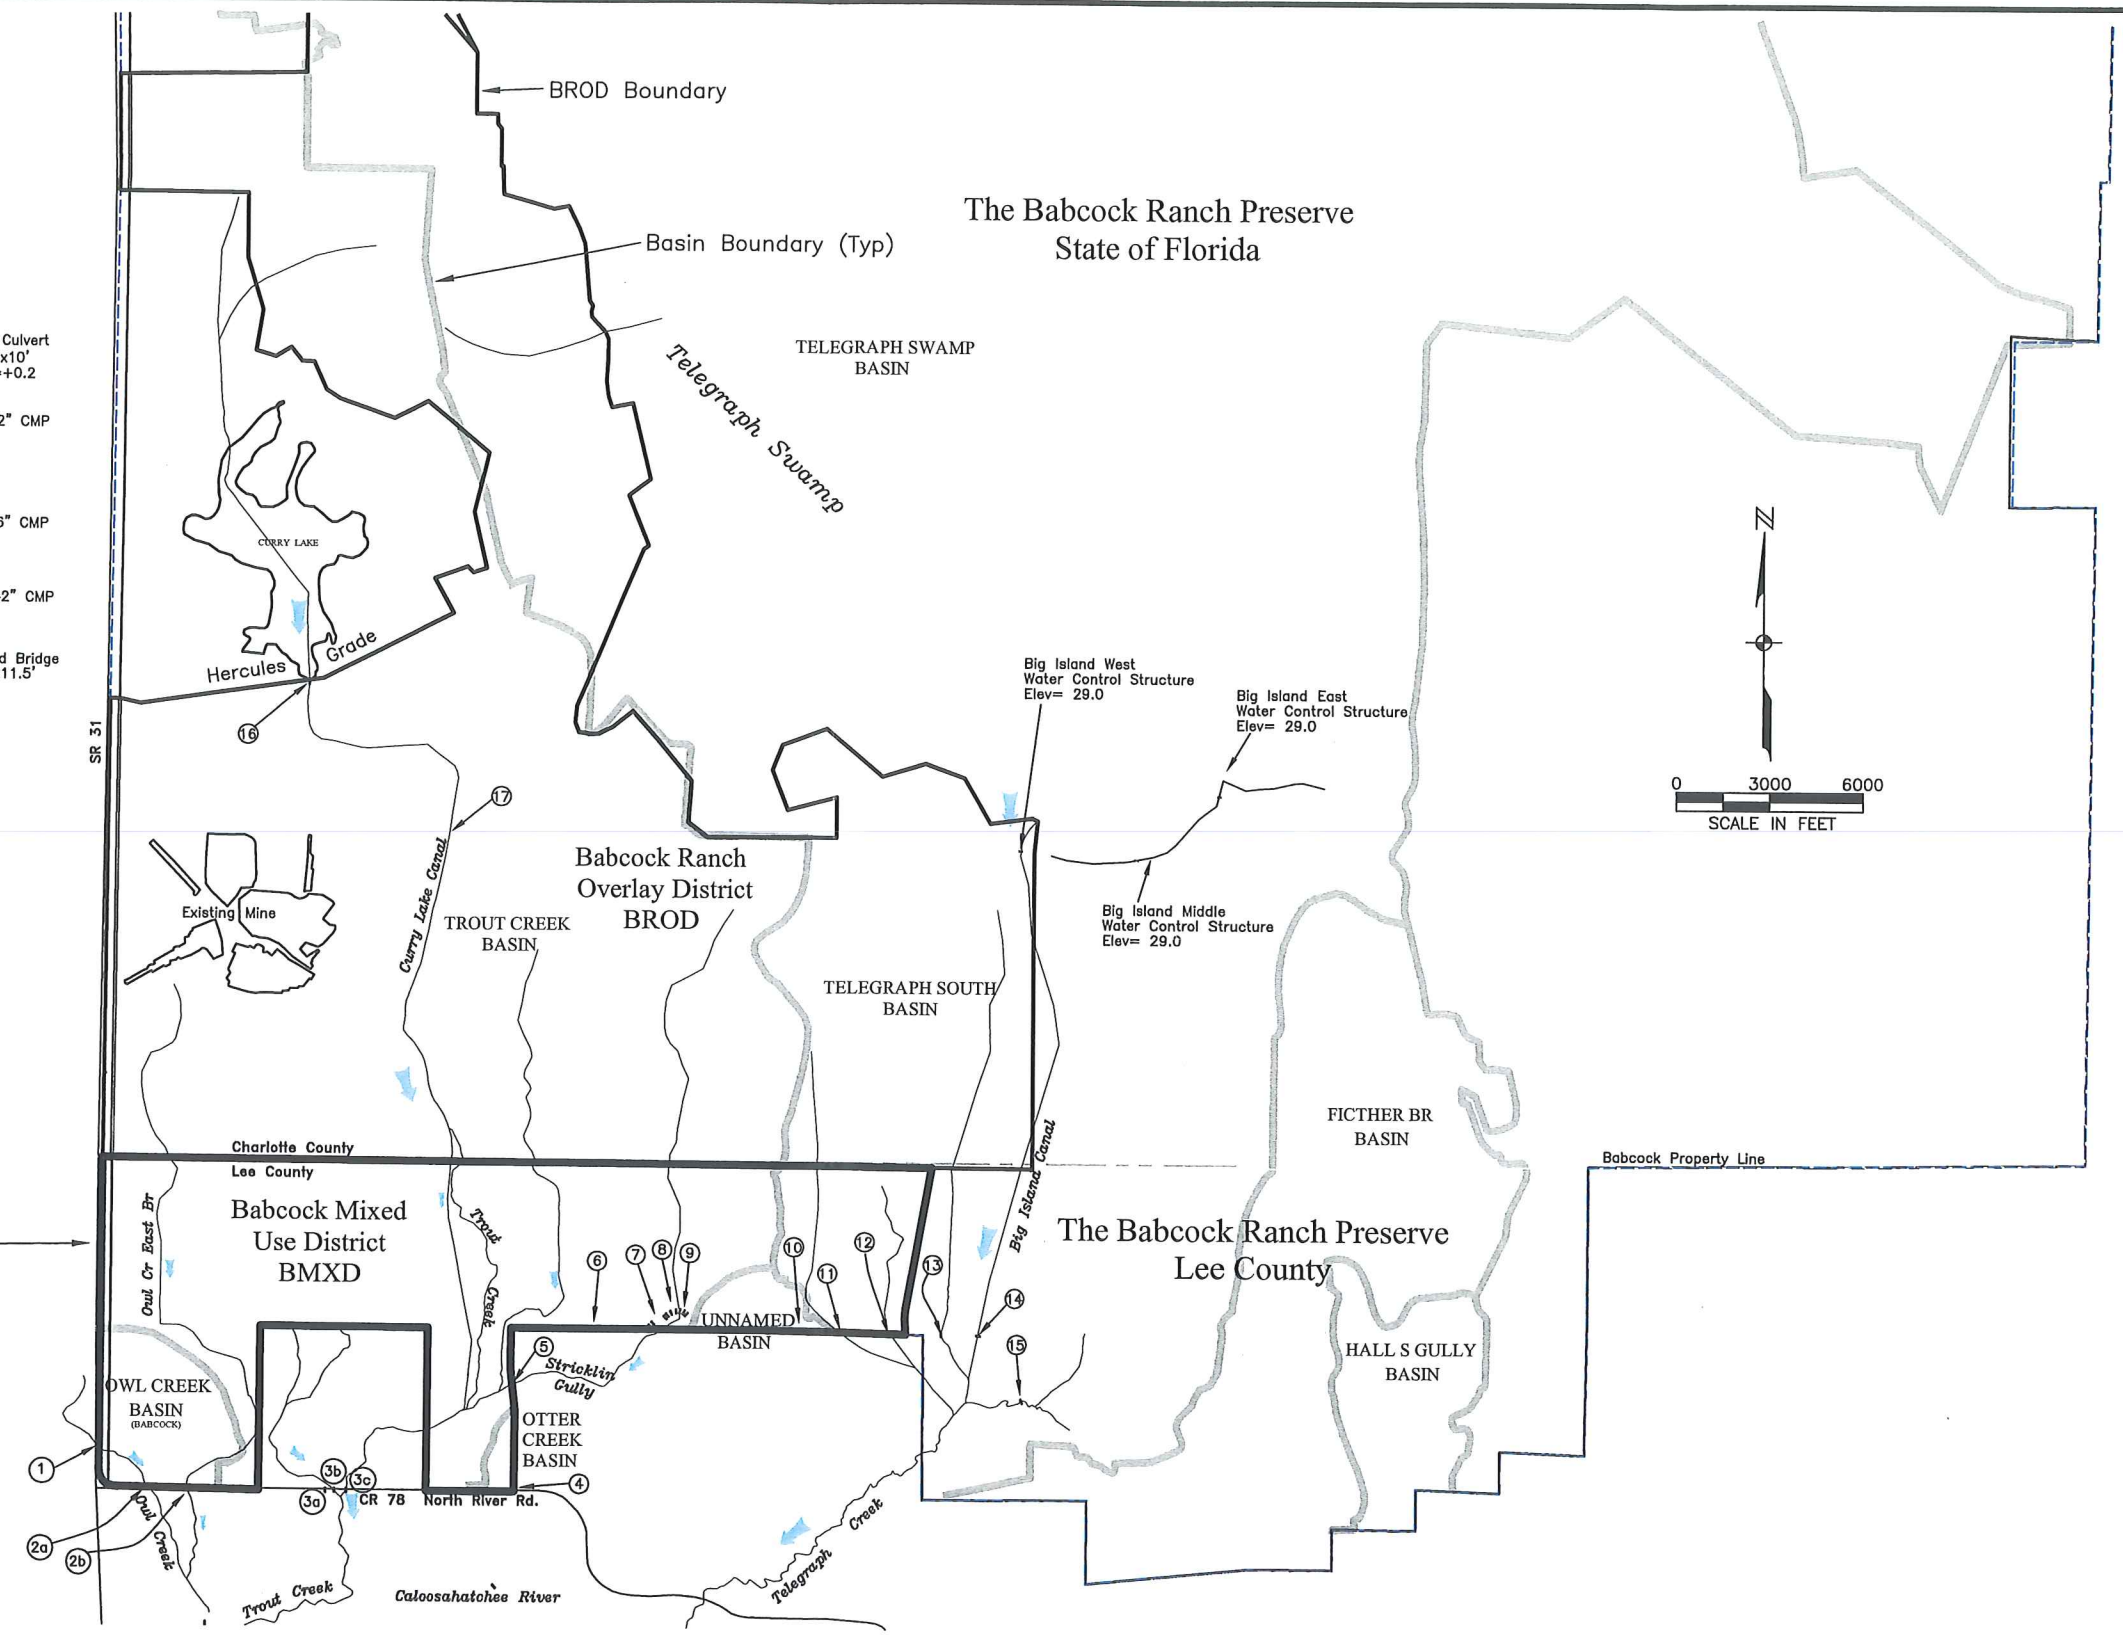 BROD Boundary
The Babcock Ranch Preserve
State of Florida
Basin Boundary (Typ)
Culvert
x10'
+0.2
TELEGRAPH SWAMP
BASIN
Telegraph Swamp
2" CMP
6" CMP
2" CMP
d Bridge
11.5'
CURRY LAKE
N
Hercules Grade
16
SR 31
Big Island West
Water Control Structure
Elev= 29.0
Big Island East
Water Control Structure
Elev= 29.0
0 3000 6000
SCALE IN FEET
17
Curry Lake Canal
Existing Mine
Babcock Ranch
Overlay District
BROD
TROUT CREEK
BASIN
Big Island Middle
Water Control Structure
Elev= 29.0
TELEGRAPH SOUTH
BASIN
FICTHER BR
BASIN
Charlotte County
Lee County
Babcock Property Line
Big Island Canal
Owl Cr East Br
Babcock Mixed
Use District
BMXD
Trout Creek
The Babcock Ranch Preserve
Lee County
6
7
8
9
10
11
12
13
14
15
UNNAMED
BASIN
5
Stricklin
Gully
HALL S GULLY
BASIN
OWL CREEK
BASIN
(BABCOCK)
OTTER
CREEK
BASIN
1
3b
3c
3a
4
CR 78 North River Rd.
2a
2b
Owl Creek
Trout Creek
Caloosahatchee River
Telegraph Creek